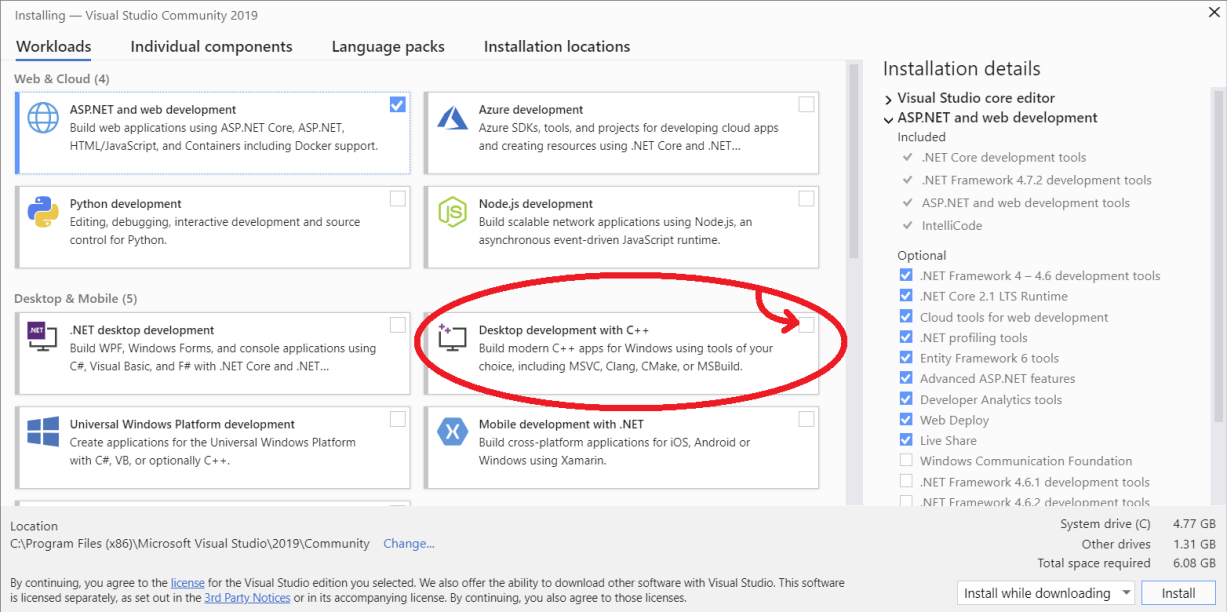 Installing — Visual Studio Community 2019
Workloads
Individual components
Language packs
Installation locations
Web & Cloud (4)
ASP.NET and web development
Build web applications using ASP.NET Core, ASP.NET,
HTML/JavaScript, and Containers including Docker support.
Azure development
Azure SDKs, tools, and projects for developing cloud apps
and creating resources using .NET Core and .NET...
Python development
Editing, debugging, interactive development and source
control for Python.
Node.js development
Build scalable network applications using Node.js, an
asynchronous event-driven JavaScript runtime.
Desktop & Mobile (5)
.NET desktop development
Build WPF, Windows Forms, and console applications using
C#, Visual Basic, and F# with .NET Core and .NET...
Desktop development with C++
Build modern C++ apps for Windows using tools of your
choice, including MSVC, Clang, CMake, or MSBuild.
Universal Windows Platform development
Create applications for the Universal Windows Platform
with C#, VB, or optionally C++.
Mobile development with .NET
Build cross-platform applications for iOS, Android or
Windows using Xamarin.
Installation details
Visual Studio core editor
ASP.NET and web development
Included
.NET Core development tools
.NET Framework 4.7.2 development tools
ASP.NET and web development tools
IntelliCode
Optional
.NET Framework 4 – 4.6 development tools
.NET Core 2.1 LTS Runtime
Cloud tools for web development
.NET profiling tools
Entity Framework 6 tools
Advanced ASP.NET features
Developer Analytics tools
Web Deploy
Live Share
Windows Communication Foundation
.NET Framework 4.6.1 development tools
.NET Framework 4.6.2 development tools
Location
C:\Program Files (x86)\Microsoft Visual Studio\2019\Community
Change...
By continuing, you agree to the license for the Visual Studio edition you selected. We also offer the ability to download other software with Visual Studio. This software
is licensed separately, as set out in the 3rd Party Notices or in its accompanying license. By continuing, you also agree to those licenses.
System drive (C) 4.77 GB
Other drives 1.31 GB
Total space required 6.08 GB
Install while downloading
Install
NET
JS